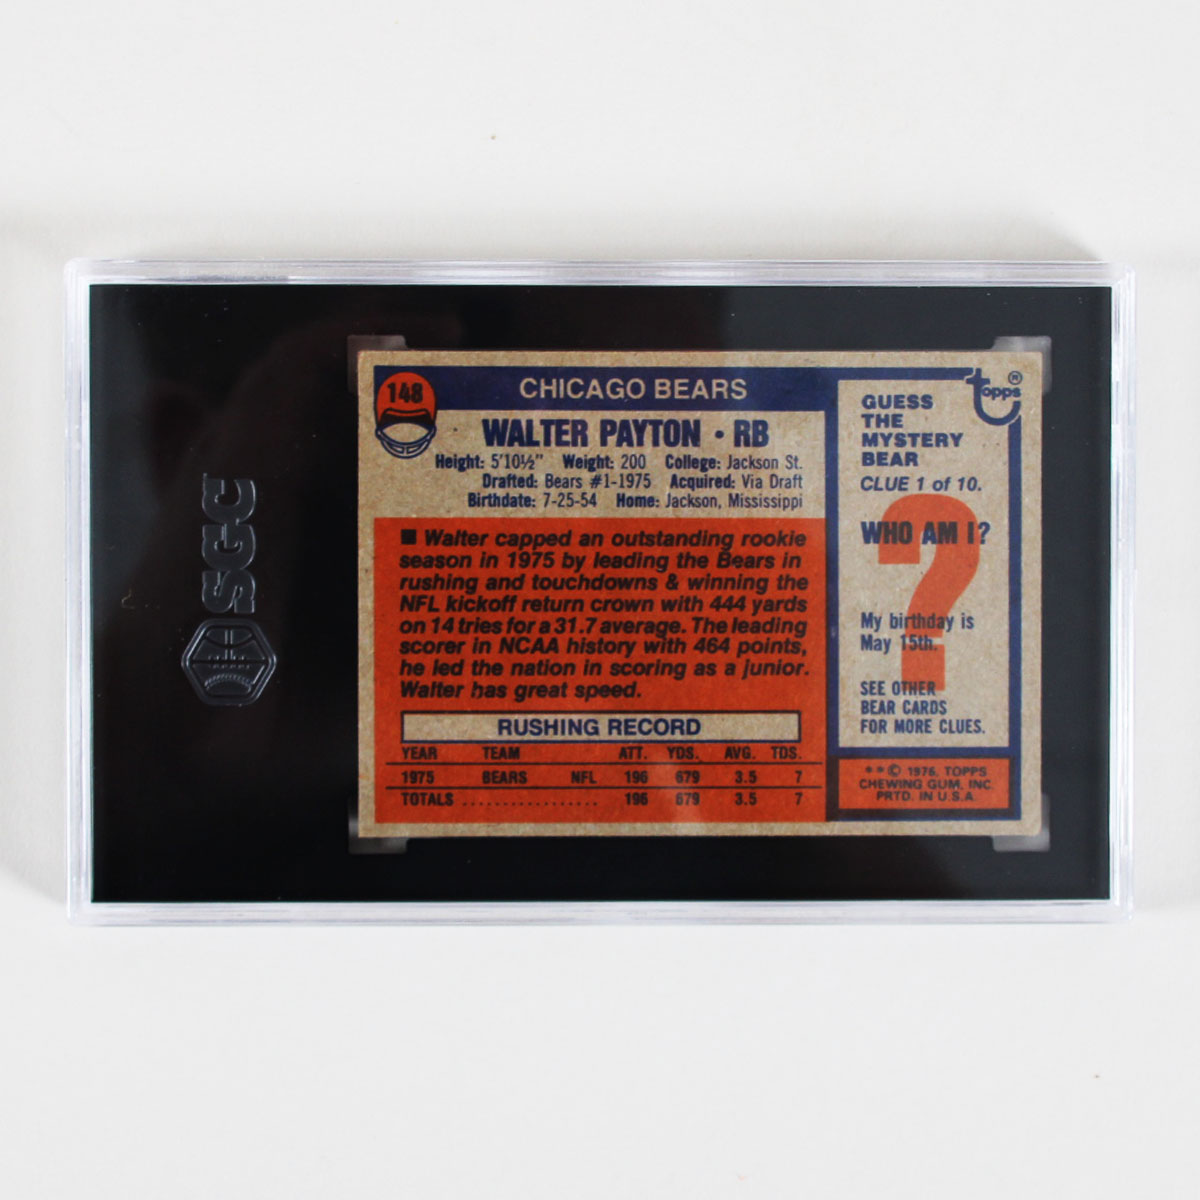 SGC
148
CHICAGO BEARS
WALTER PAYTON • RB
Height: 5'10½" Weight: 200 College: Jackson St.
Drafted: Bears #1-1975 Acquired: Via Draft
Birthdate: 7-25-54 Home: Jackson, Mississippi
■ Walter capped an outstanding rookie
season in 1975 by leading the Bears in
rushing and touchdowns & winning the
NFL kickoff return crown with 444 yards
on 14 tries for a 31.7 average. The leading
scorer in NCAA history with 464 points,
he led the nation in scoring as a junior.
Walter has great speed.
RUSHING RECORD
YEAR TEAM ATT. YDS. AVG. TDS.
1975 BEARS NFL 196 679 3.5 7
TOTALS .................. 196 679 3.5 7
topps®
GUESS
THE
MYSTERY
BEAR
CLUE 1 of 10.
?
WHO AM I?
My birthday is
May 15th.
SEE OTHER
BEAR CARDS
FOR MORE CLUES.
**© 1976, TOPPS
CHEWING GUM, INC.
PRTD. IN U.S.A.